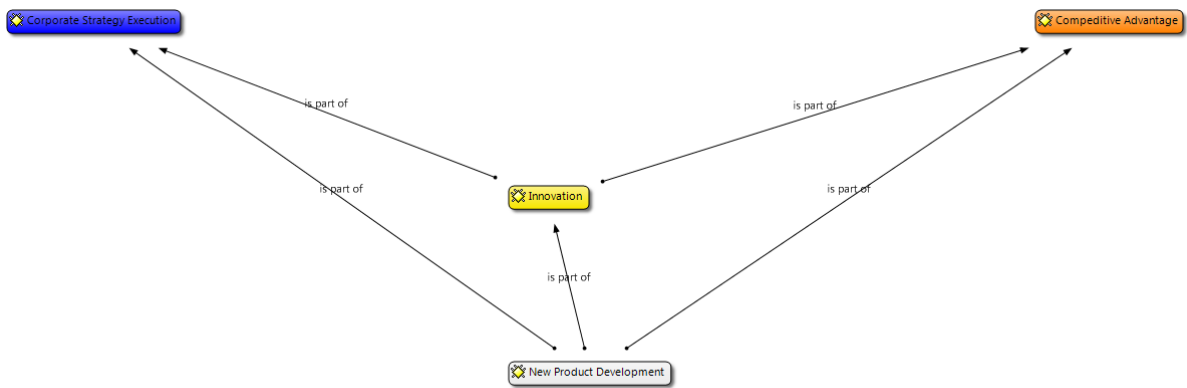 Corporate Strategy Execution
Compeditive Advantage
is part of
is part of
is part of
is part of
Innovation
is part of
New Product Development